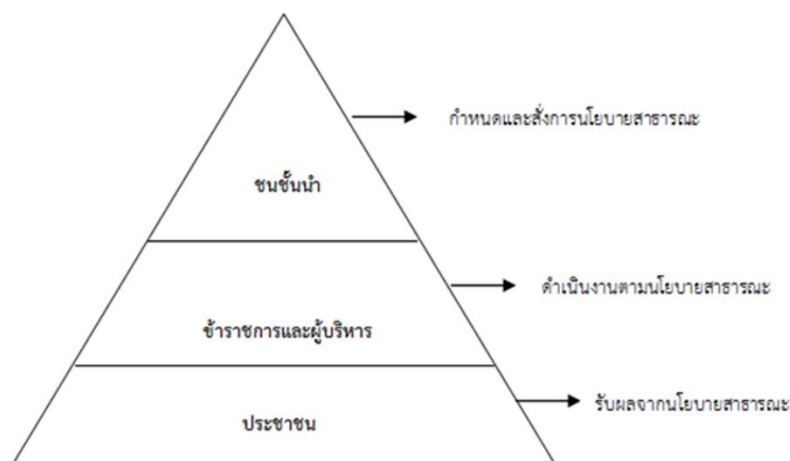 กำหนดและสั่งการนโยบายสาธารณะ
ชนชั้นนำ
ดำเนินงานตามนโยบายสาธารณะ
ข้าราชการและผู้บริหาร
รับผลจากนโยบายสาธารณะ
ประชาชน